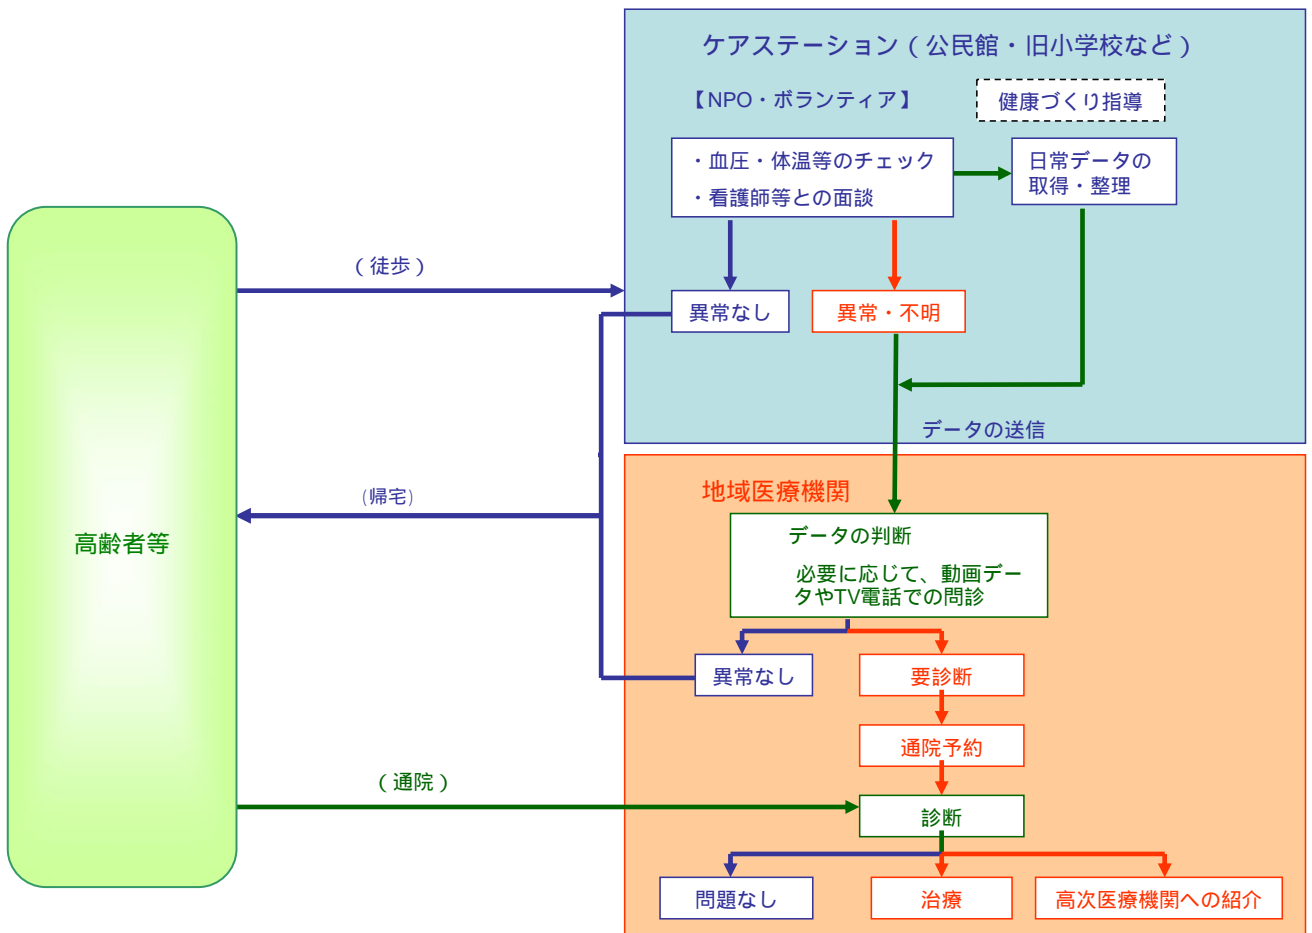 ケアステーション（公民館・旧小学校など）
【NPO・ボランティア】
健康づくり指導
・血圧・体温等のチェック
・看護師等との面談
日常データの
取得・整理
（徒歩）
異常なし
異常・不明
データの送信
（帰宅）
高齢者等
地域医療機関
データの判断
必要に応じて、動画デー
タやTV電話での問診
異常なし
要診断
通院予約
（通院）
診断
問題なし
治療
高次医療機関への紹介